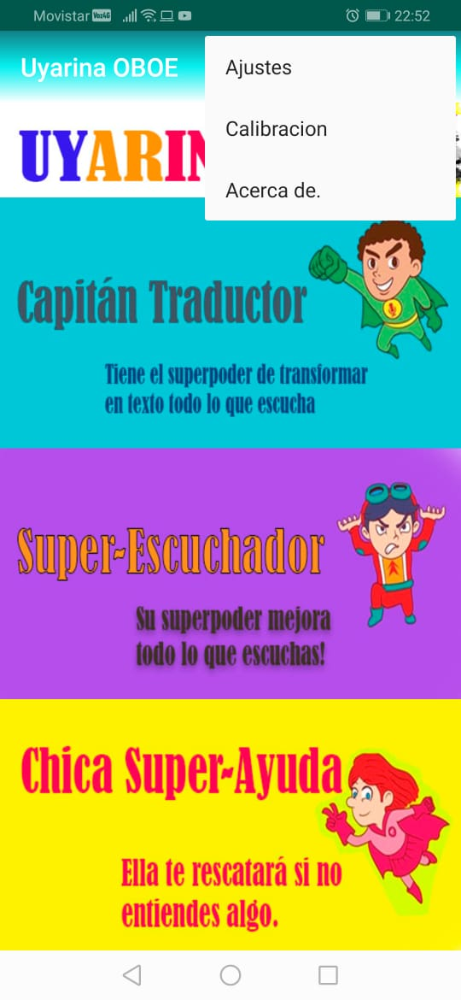 Movistar Voz4G 22:52
Uyarina OBOE
Ajustes
Calibracion
Acerca de.
UYARIN
Capitán Traductor
Tiene el superpoder de transformar
en texto todo lo que escucha
Super-Escuchador
Su superpoder mejora
todo lo que escuchas!
Chica Super-Ayuda
Ella te rescatará si no
entiendes algo.